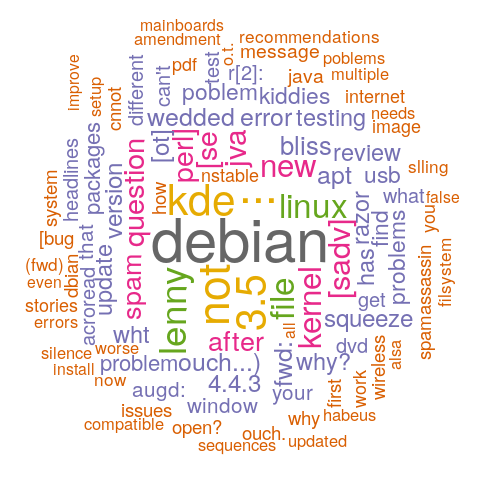 mainboards
amendment
recommendations
o.t.
message
improve
setup
cnnot
different
can't
pdf
test
r[2]:
java
poblems
multiple
poblem
kiddies
internet
wedded
error
testing
needs
image
headlines
packages
version
question
[ot]
perl]
[se
jva
bliss
review
new
nstable
apt
usb
slling
system
that
how
kde
...
linux
what
false
[bug
debian
[sadv]
has
razor
find
problems
you
filsystem
(fwd)
even
dbian
update
spam
lenny
not
3.5
file
kernel
get
spamassassin
stories
errors
acroread
wht
after
all
squeeze
silence
worse
install
now
problem
ouch...)
fwd:
why?
dvd
alsa
augd:
4.4.3
your
first
work
wireless
issues
window
why
habeus
compatible
open?
ouch.
sequences
updated